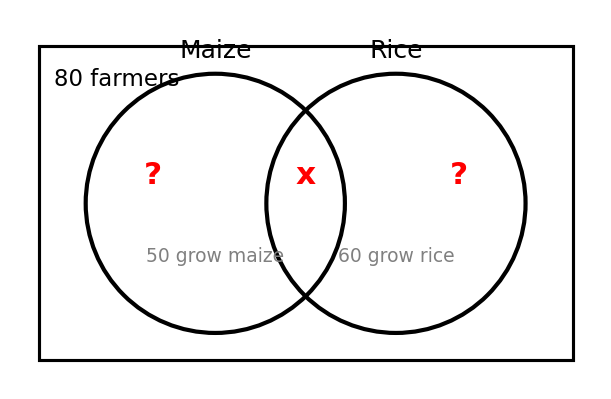 Maize
Rice
80 farmers
?
x
?
50 grow maize
60 grow rice